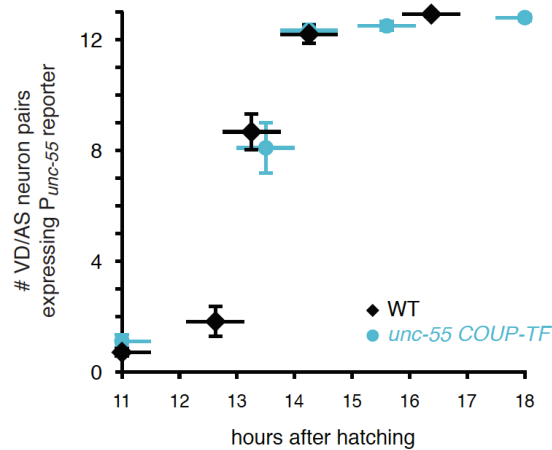 # VD/AS neuron pairs
expressing Punc-55 reporter
12
8
4
0
WT
unc-55 COUP-TF
11 12 13 14 15 16 17 18
hours after hatching